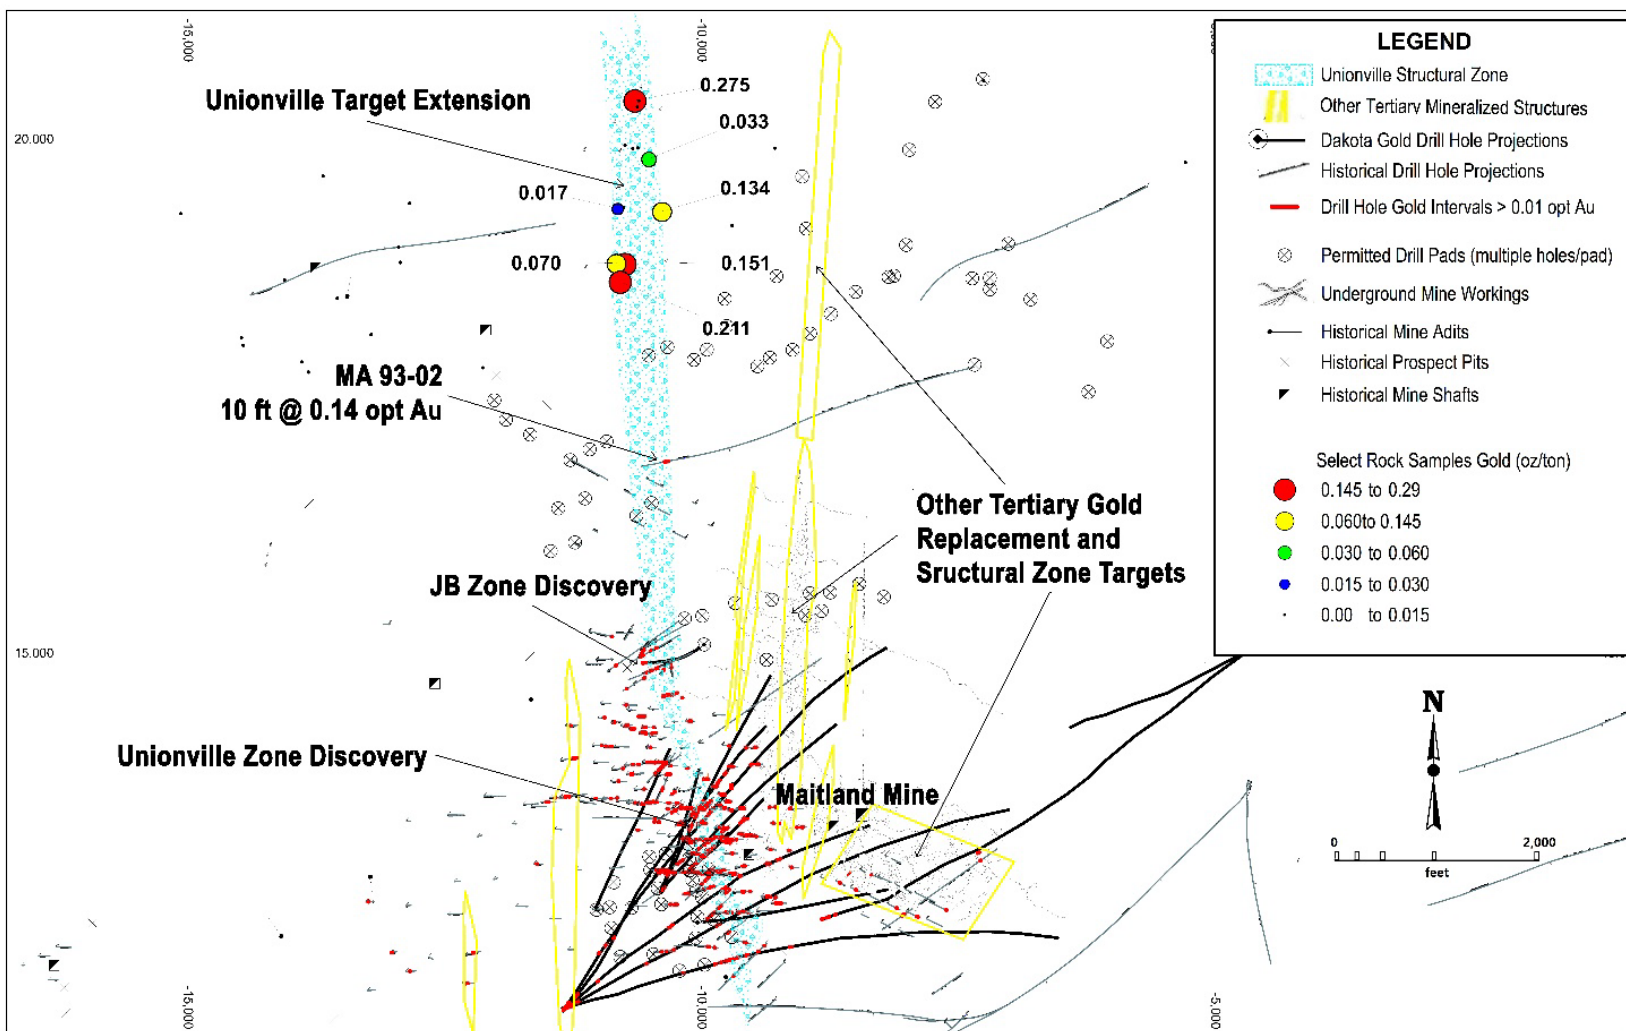 -15,000
-10,000
LEGEND
Unionville Structural Zone
Other Tertiary Mineralized Structures
Dakota Gold Drill Hole Projections
Historical Drill Hole Projections
Drill Hole Gold Intervals > 0.01 opt Au
Permitted Drill Pads (multiple holes/pad)
Underground Mine Workings
Historical Mine Adits
Historical Prospect Pits
Historical Mine Shafts
Select Rock Samples Gold (oz/ton)
0.145 to 0.29
0.060to 0.145
0.030 to 0.060
0.015 to 0.030
0.00 to 0.015
Unionville Target Extension
0.275
0.033
20.000
0.017
0.134
0.070
0.151
0.211
MA 93-02
10 ft @ 0.14 opt Au
Other Tertiary Gold
Replacement and
Sructural Zone Targets
JB Zone Discovery
15.000
Unionville Zone Discovery
Maitland Mine
N
0
2,000
feet
-15,000
-10,000
-5,000